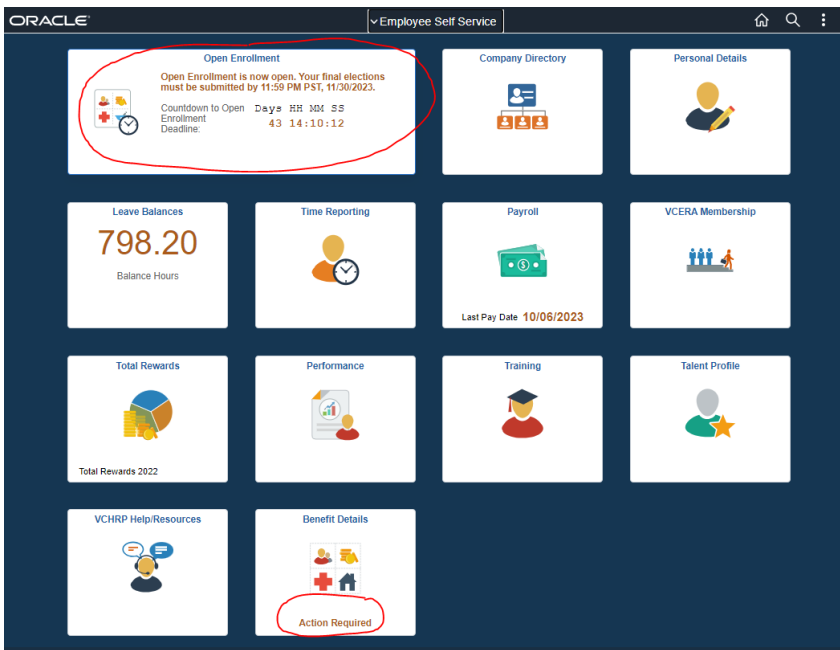 ORACLE'
Employee Self Service
Open Enrollment
Open Enrollment is now open. Your final elections
must be submitted by 11:59 PM PST, 11/30/2023.
Countdown to Open
Enrollment
Deadline:
Days HH MM SS
43 14:10:12
Company Directory
Personal Details
Leave Balances
798.20
Balance Hours
Time Reporting
Payroll
Last Pay Date 10/06/2023
VCERA Membership
Total Rewards
Total Rewards 2022
Performance
Training
Talent Profile
VCHRP Help/Resources
Benefit Details
Action Required